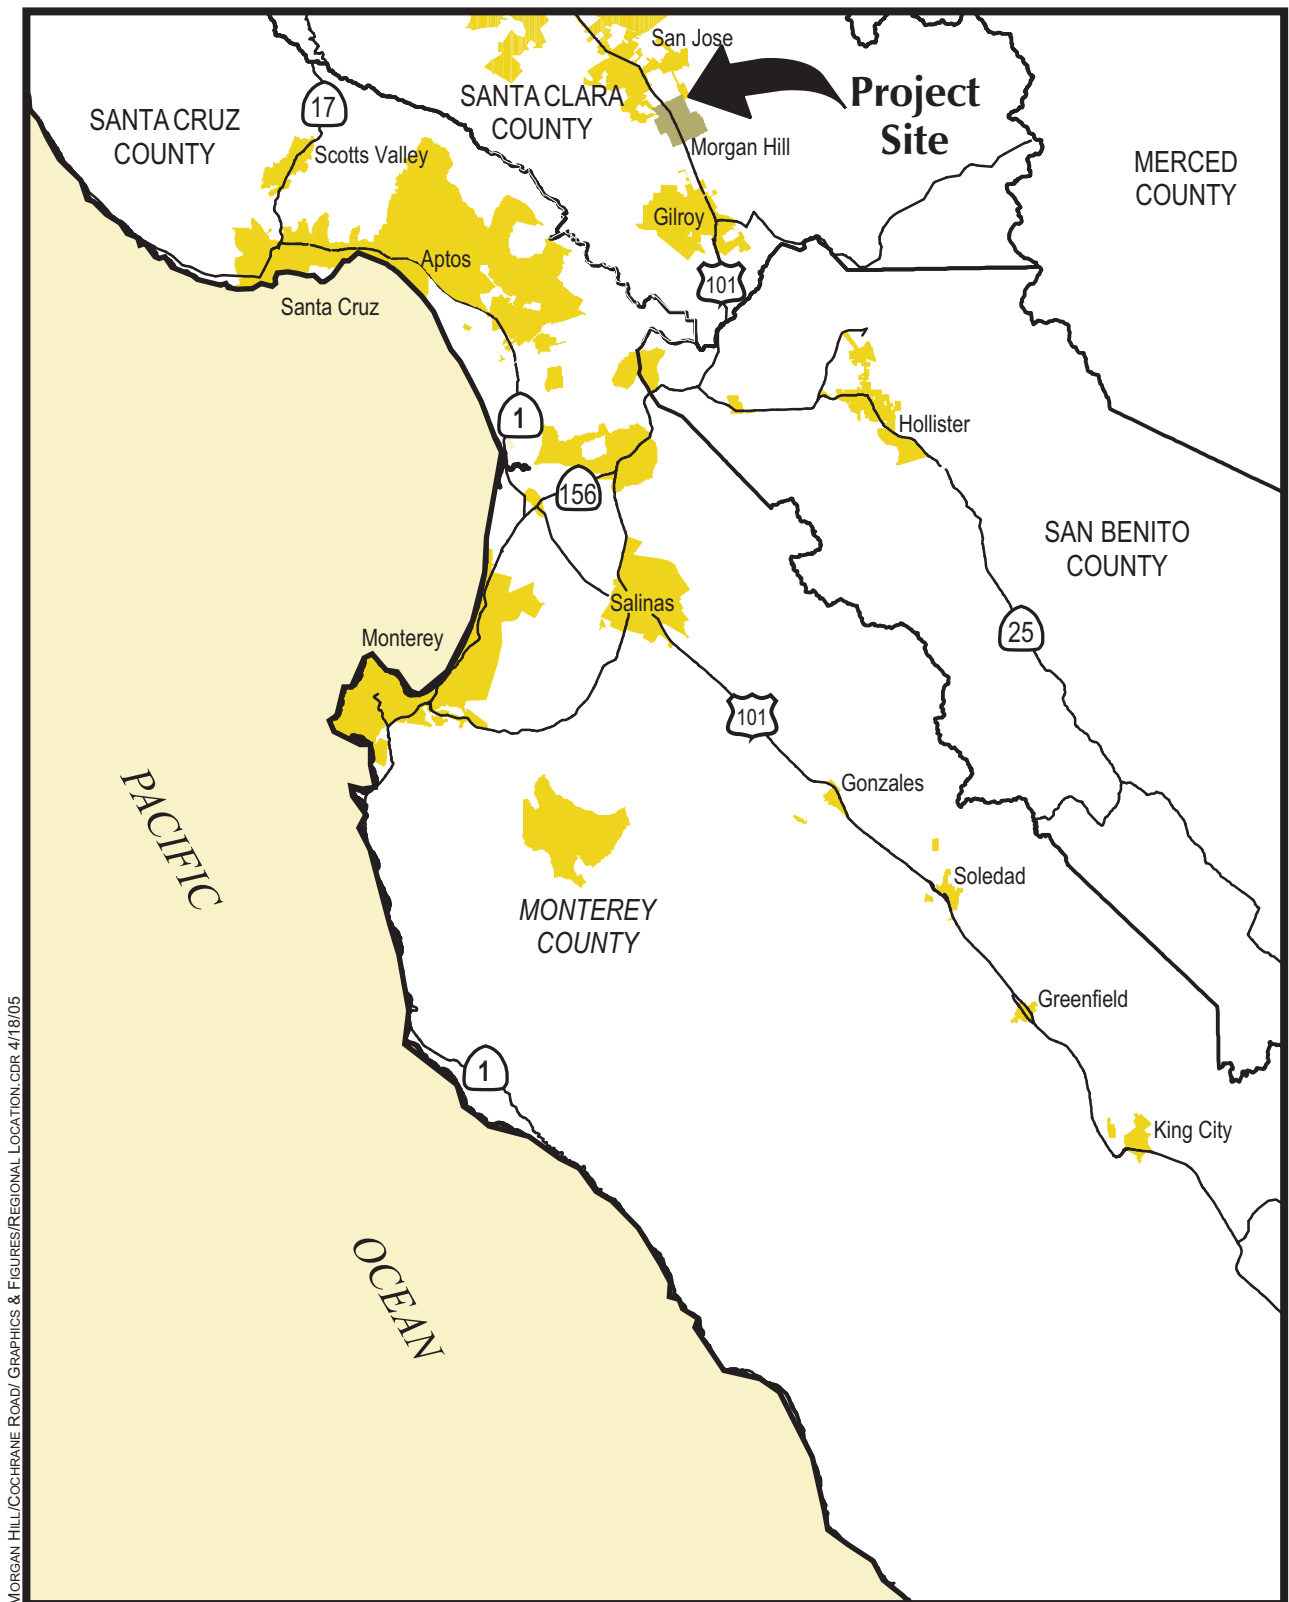 San Jose
Project
Site
SANTA CLARA
COUNTY
17
SANTA CRUZ
COUNTY
Scotts Valley
Morgan Hill
MERCED
COUNTY
Gilroy
Aptos
101
Santa Cruz
1
Hollister
156
SAN BENITO
COUNTY
Salinas
25
Monterey
101
Gonzales
PACIFIC
Soledad
MONTEREY
COUNTY
Greenfield
1
King City
OCEAN
MORGAN HILL/COCHRANE ROAD/ GRAPHICS & FIGURES/REGIONAL LOCATION.CDR 4/18/05